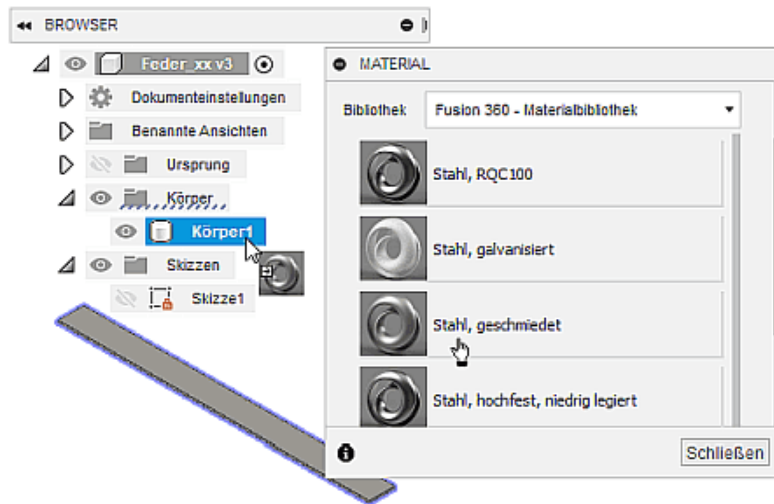 BROWSER
Feder_xx v3
Dokumenteinstellungen
Benannte Ansichten
Ursprung
Körper
Körper1
Skizzen
Skizze1
MATERIAL
Bibliothek
Fusion 360 - Materialbibliothek
Stahl, RQC100
Stahl, galvanisiert
Stahl, geschmiedet
Stahl, hochfest, niedrig legiert
Schließen